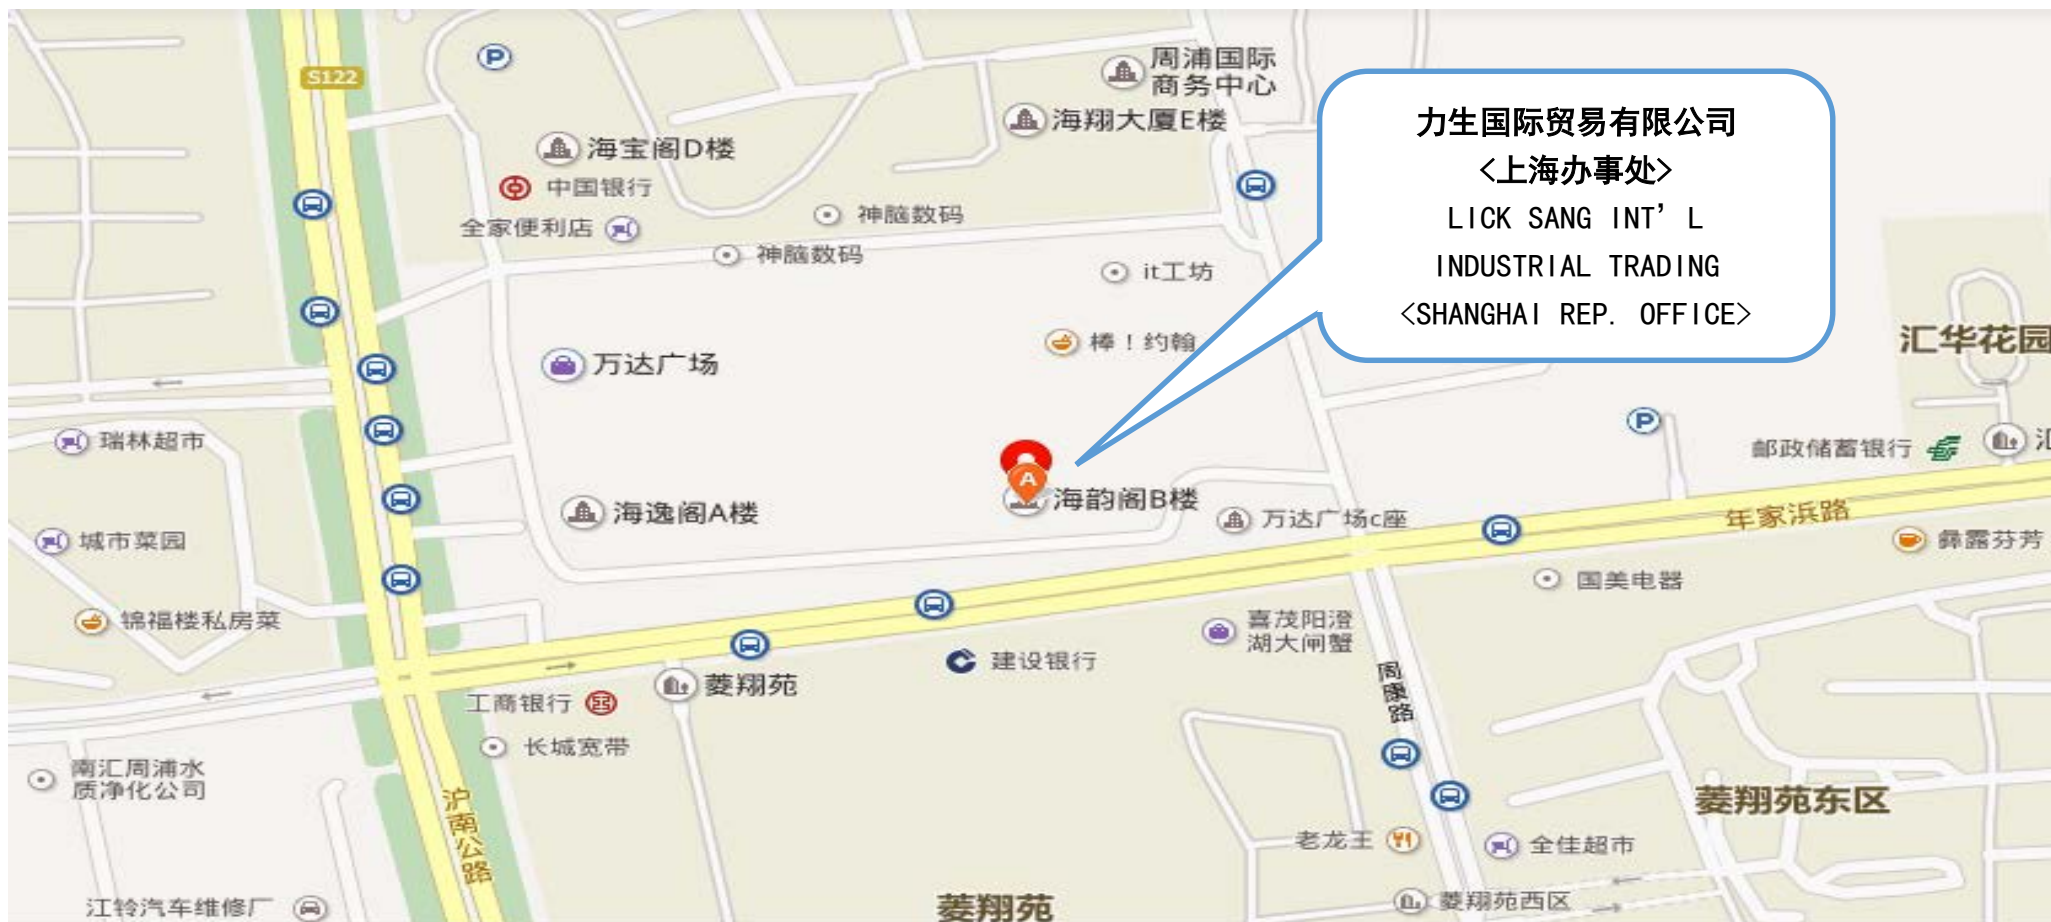 S122
P
周浦国际
商务中心
海翔大厦E楼
力生国际贸易有限公司
<上海办事处>
LICK SANG INT’L
INDUSTRIAL TRADING
<SHANGHAI REP. OFFICE>
海宝阁D楼
中国银行
全家便利店
神脑数码
神脑数码
it工坊
棒！约翰
万达广场
汇华花园
P
瑞林超市
邮政储蓄银行
汇
A
海韵阁B楼
海逸阁A楼
万达广场c座
年家浜路
城市菜园
彝露芬芳
国美电器
锦福楼私房菜
喜茂阳澄
湖大闸蟹
建设银行
周康路
菱翔苑
工商银行
长城宽带
南汇周浦水
质净化公司
沪南公路
菱翔苑东区
老龙王
全佳超市
江铃汽车维修厂
菱翔苑
菱翔苑西区